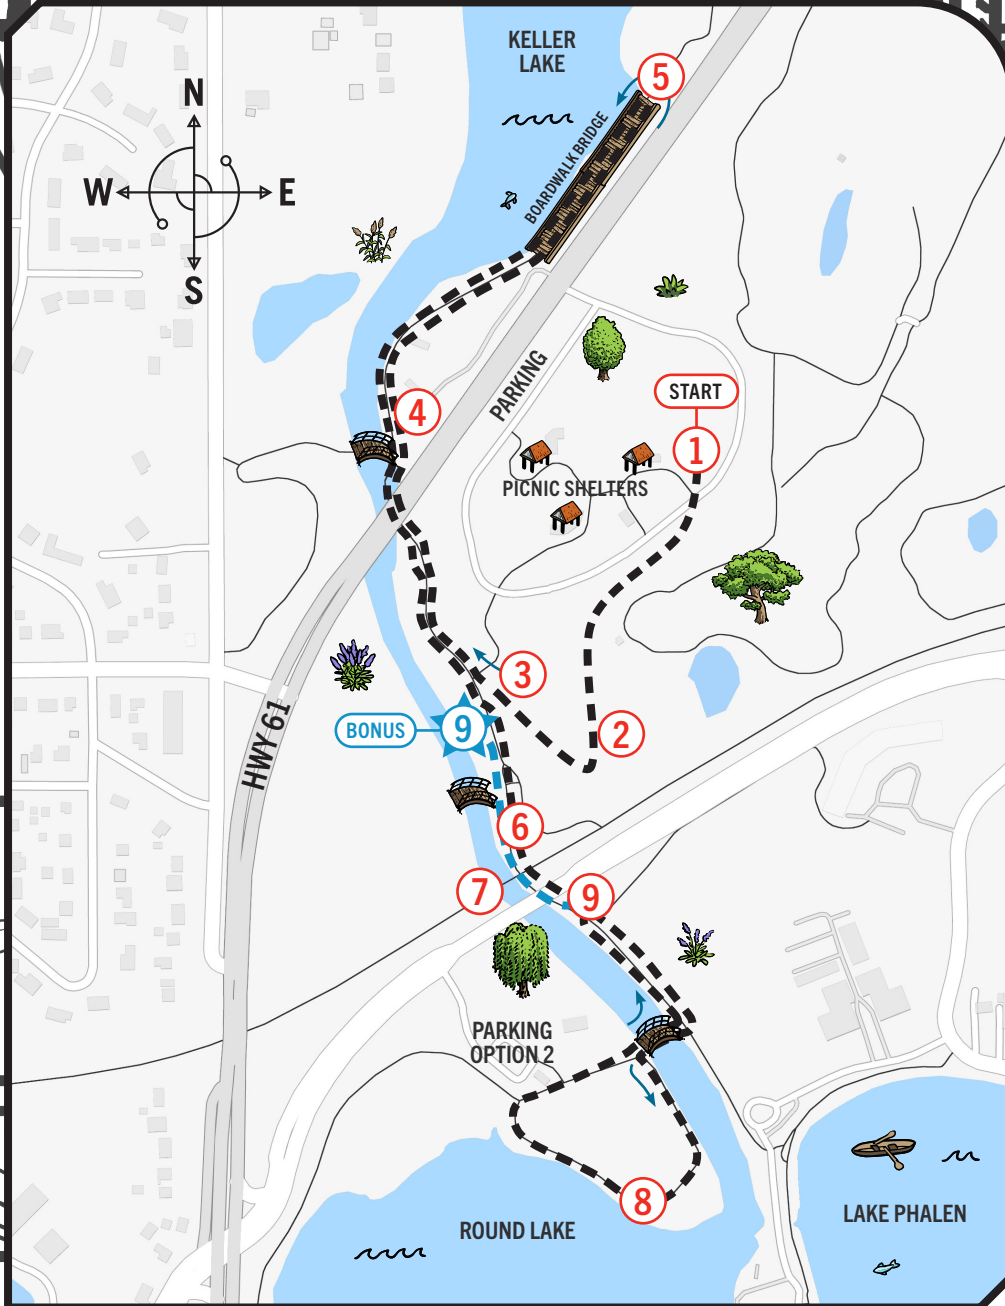 KELLER
LAKE
5
BOARDWALK BRIDGE
N
W
E
S
PARKING
START
4
1
PICNIC SHELTERS
3
HWY 61
BONUS
9
2
6
7
9
PARKING
OPTION 2
8
ROUND LAKE
LAKE PHALEN